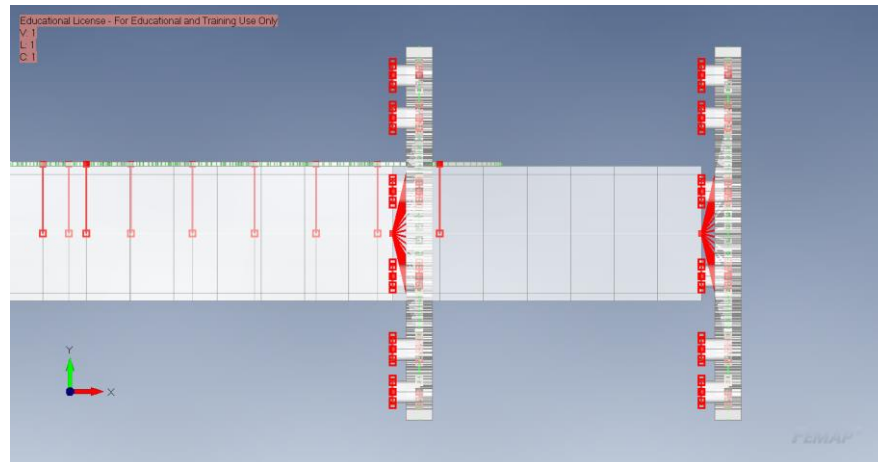 Educational License - For Educational and Training Use Only
V: 1
L: 1
C: 1
Y
X
FEMAP